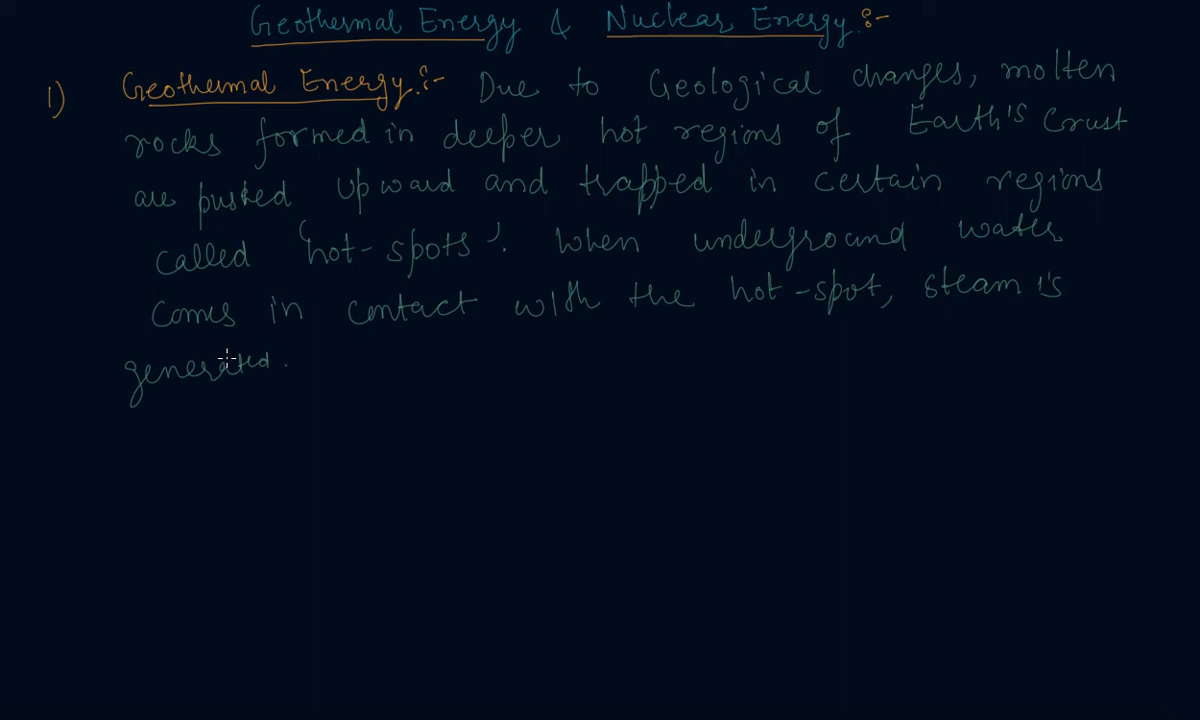 Geothermal Energy & Nuclear Energy :-
1) Geothermal Energy :- Due to Geological changes, molten
rocks formed in deeper hot regions of Earth's Crust
are pushed upward and trapped in certain regions
called 'hot-spots'. When underground water
comes in contact with the hot-spot, steam is
generated.